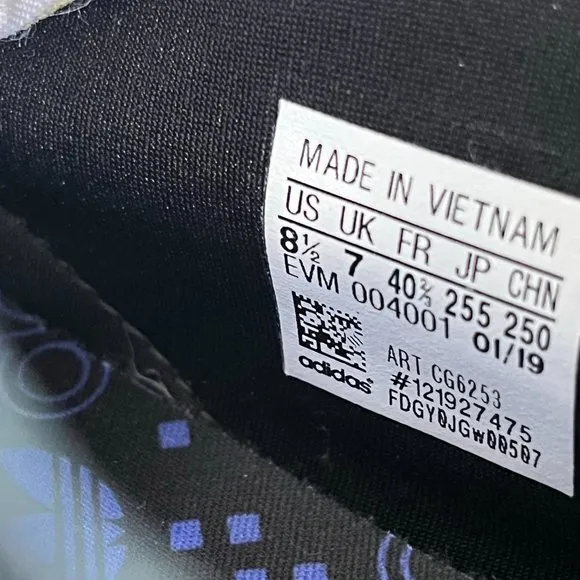 MADE IN VIETNAM
US UK FR JP CHN
8½ 7 40⅔ 255 250
EVM 004001 01/19
ART CG6253
#121927475
adidas FDGY0JGW00507